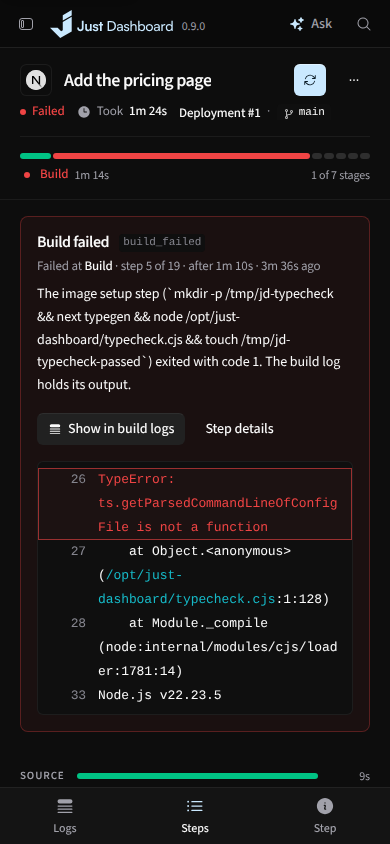 Just Dashboard 0.9.0 Ask
N Add the pricing page
Failed Took 1m 24s Deployment #1 · main
Build 1m 14s 1 of 7 stages
Build failed build_failed
Failed at Build · step 5 of 19 · after 1m 10s · 3m 36s ago
The image setup step (`mkdir -p /tmp/jd-typecheck
&& next typegen && node /opt/just-
dashboard/typecheck.cjs && touch /tmp/jd-
typecheck-passed`) exited with code 1. The build log
holds its output.
Show in build logs Step details
26 TypeError:
ts.getParsedCommandLineOfConfig
File is not a function
27 at Object.<anonymous>
(/opt/just-
dashboard/typecheck.cjs:1:128)
28 at Module._compile
(node:internal/modules/cjs/load
er:1781:14)
33 Node.js v22.23.5
SOURCE 9s
Logs Steps Step